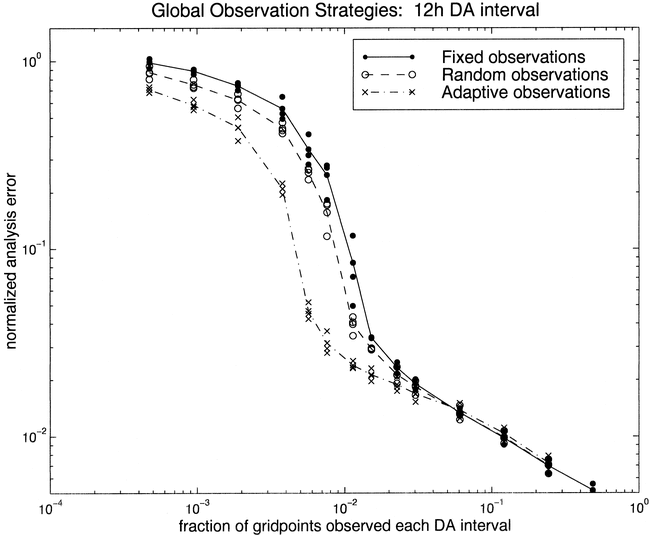 Global Observation Strategies: 12h DA interval
Fixed observations
Random observations
Adaptive observations
normalized analysis error
10⁰
10⁻¹
10⁻²
10⁻⁴
10⁻³
10⁻²
10⁻¹
10⁰
fraction of gridpoints observed each DA interval